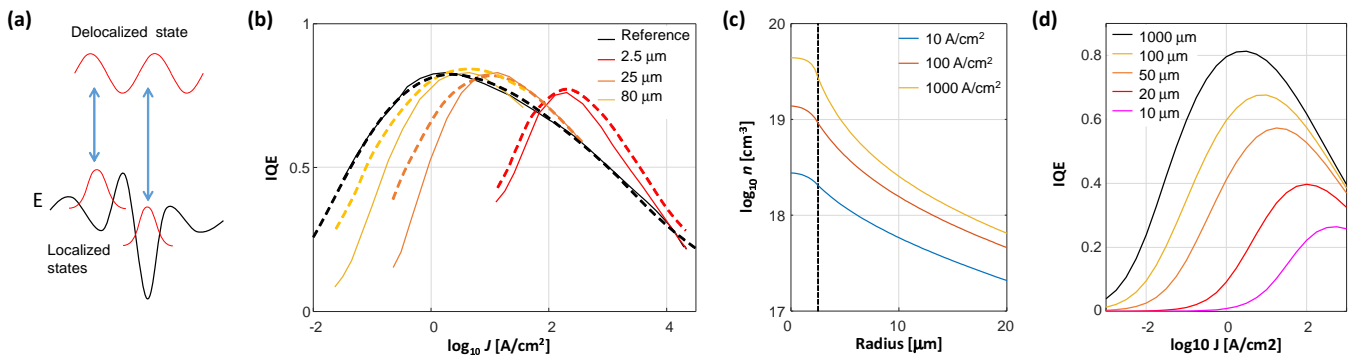 (a)
Delocalized state
E
Localized
states
(b)
1
0.5
0
-2
0
2
4
IQE
log10 J [A/cm²]
Reference
2.5 μm
25 μm
80 μm
(c)
20
19
18
17
0
10
20
log10 n [cm-3]
Radius [μm]
10 A/cm²
100 A/cm²
1000 A/cm²
(d)
0.8
0.6
0.4
0.2
0
-2
0
2
IQE
log10 J [A/cm2]
1000 μm
100 μm
50 μm
20 μm
10 μm